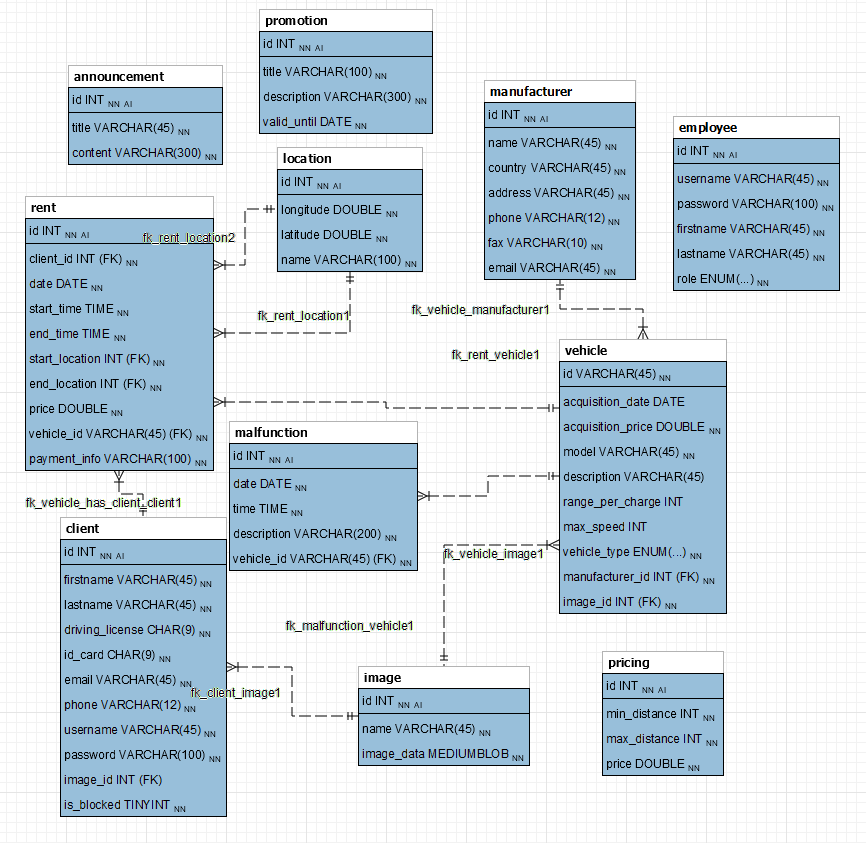 promotion
id INT NN AI
title VARCHAR(100) NN
description VARCHAR(300) NN
valid_until DATE NN
announcement
id INT NN AI
title VARCHAR(45) NN
content VARCHAR(300) NN
manufacturer
id INT NN AI
name VARCHAR(45) NN
country VARCHAR(45) NN
address VARCHAR(45) NN
phone VARCHAR(12) NN
fax VARCHAR(10) NN
email VARCHAR(45) NN
employee
id INT NN AI
username VARCHAR(45) NN
password VARCHAR(100) NN
firstname VARCHAR(45) NN
lastname VARCHAR(45) NN
role ENUM(...) NN
location
id INT NN AI
longitude DOUBLE NN
latitude DOUBLE NN
name VARCHAR(100) NN
rent
id INT NN AI
client_id INT (FK) NN
date DATE NN
start_time TIME NN
end_time TIME NN
start_location INT (FK) NN
end_location INT (FK) NN
price DOUBLE NN
vehicle_id VARCHAR(45) (FK) NN
payment_info VARCHAR(100) NN
fk_rent_location2
fk_rent_location1
fk_vehicle_manufacturer1
fk_rent_vehicle1
vehicle
id VARCHAR(45) NN
acquisition_date DATE
acquisition_price DOUBLE NN
model VARCHAR(45) NN
description VARCHAR(45)
range_per_charge INT
max_speed INT
vehicle_type ENUM(...) NN
manufacturer_id INT (FK) NN
image_id INT (FK) NN
malfunction
id INT NN AI
date DATE NN
time TIME NN
description VARCHAR(200) NN
vehicle_id VARCHAR(45) (FK) NN
fk_vehicle_has_client_client1
fk_vehicle_image1
client
id INT NN AI
firstname VARCHAR(45) NN
lastname VARCHAR(45) NN
driving_license CHAR(9) NN
id_card CHAR(9) NN
email VARCHAR(45) NN
phone VARCHAR(12) NN
username VARCHAR(45) NN
password VARCHAR(100) NN
image_id INT (FK)
is_blocked TINYINT NN
fk_malfunction_vehicle1
fk_client_image1
image
id INT NN AI
name VARCHAR(45) NN
image_data MEDIUMBLOB NN
pricing
id INT NN AI
min_distance INT NN
max_distance INT NN
price DOUBLE NN